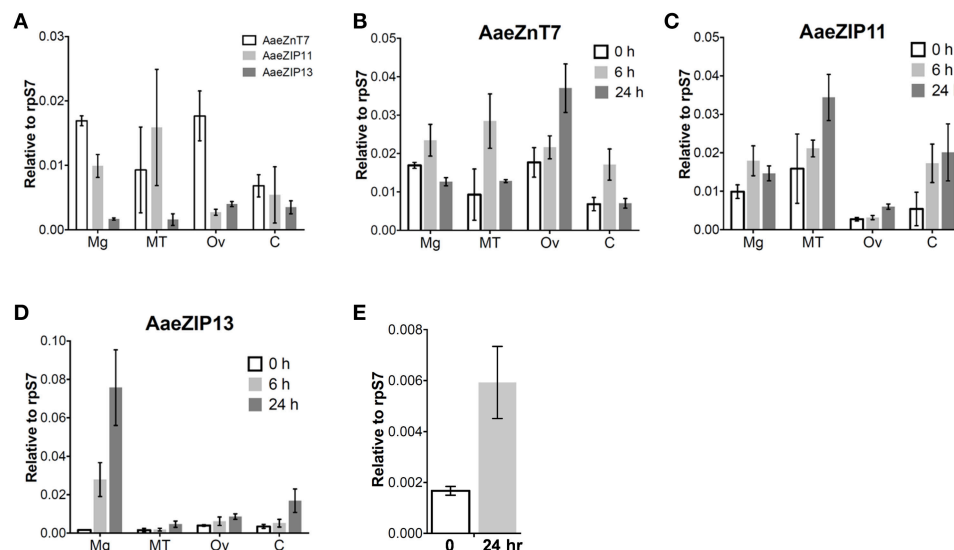 A
Relative to rpS7
0.03
0.02
0.01
0.00
Mg MT Ov C
AaeZnT7
AaeZIP11
AaeZIP13
B
AaeZnT7
Relative to rpS7
0.05
0.04
0.03
0.02
0.01
0.00
Mg MT Ov C
0 h
6 h
24 h
C
AaeZIP11
Relative to rpS7
0.05
0.04
0.03
0.02
0.01
0.00
Mg MT Ov C
0 h
6 h
24 h
D
AaeZIP13
Relative to rpS7
0.10
0.08
0.06
0.04
0.02
0.00
Mg MT Ov C
0 h
6 h
24 h
E
Relative to rpS7
0.008
0.006
0.004
0.002
0.000
0 24 hr